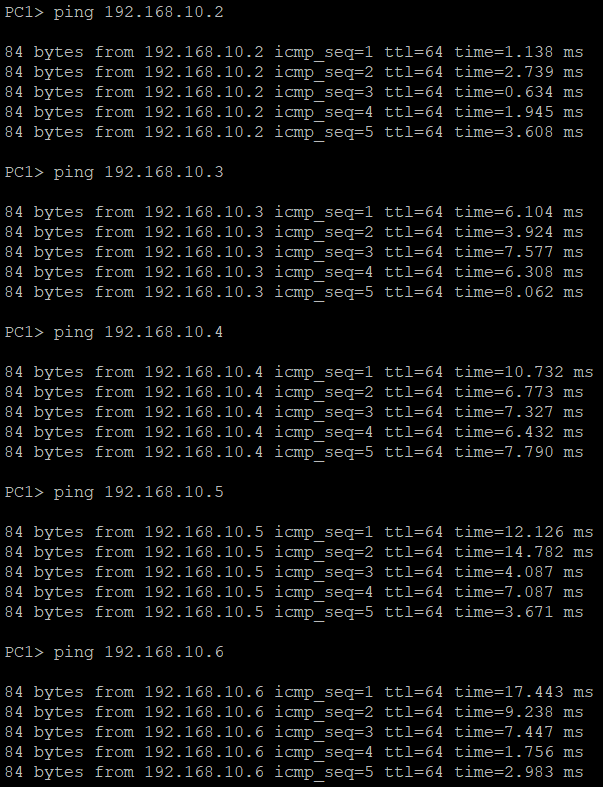 PC1> ping 192.168.10.2
84 bytes from 192.168.10.2 icmp_seq=1 ttl=64 time=1.138 ms
84 bytes from 192.168.10.2 icmp_seq=2 ttl=64 time=2.739 ms
84 bytes from 192.168.10.2 icmp_seq=3 ttl=64 time=0.634 ms
84 bytes from 192.168.10.2 icmp_seq=4 ttl=64 time=1.945 ms
84 bytes from 192.168.10.2 icmp_seq=5 ttl=64 time=3.608 ms
PC1> ping 192.168.10.3
84 bytes from 192.168.10.3 icmp_seq=1 ttl=64 time=6.104 ms
84 bytes from 192.168.10.3 icmp_seq=2 ttl=64 time=3.924 ms
84 bytes from 192.168.10.3 icmp_seq=3 ttl=64 time=7.577 ms
84 bytes from 192.168.10.3 icmp_seq=4 ttl=64 time=6.308 ms
84 bytes from 192.168.10.3 icmp_seq=5 ttl=64 time=8.062 ms
PC1> ping 192.168.10.4
84 bytes from 192.168.10.4 icmp_seq=1 ttl=64 time=10.732 ms
84 bytes from 192.168.10.4 icmp_seq=2 ttl=64 time=6.773 ms
84 bytes from 192.168.10.4 icmp_seq=3 ttl=64 time=7.327 ms
84 bytes from 192.168.10.4 icmp_seq=4 ttl=64 time=6.432 ms
84 bytes from 192.168.10.4 icmp_seq=5 ttl=64 time=7.790 ms
PC1> ping 192.168.10.5
84 bytes from 192.168.10.5 icmp_seq=1 ttl=64 time=12.126 ms
84 bytes from 192.168.10.5 icmp_seq=2 ttl=64 time=14.782 ms
84 bytes from 192.168.10.5 icmp_seq=3 ttl=64 time=4.087 ms
84 bytes from 192.168.10.5 icmp_seq=4 ttl=64 time=7.087 ms
84 bytes from 192.168.10.5 icmp_seq=5 ttl=64 time=3.671 ms
PC1> ping 192.168.10.6
84 bytes from 192.168.10.6 icmp_seq=1 ttl=64 time=17.443 ms
84 bytes from 192.168.10.6 icmp_seq=2 ttl=64 time=9.238 ms
84 bytes from 192.168.10.6 icmp_seq=3 ttl=64 time=7.447 ms
84 bytes from 192.168.10.6 icmp_seq=4 ttl=64 time=1.756 ms
84 bytes from 192.168.10.6 icmp_seq=5 ttl=64 time=2.983 ms